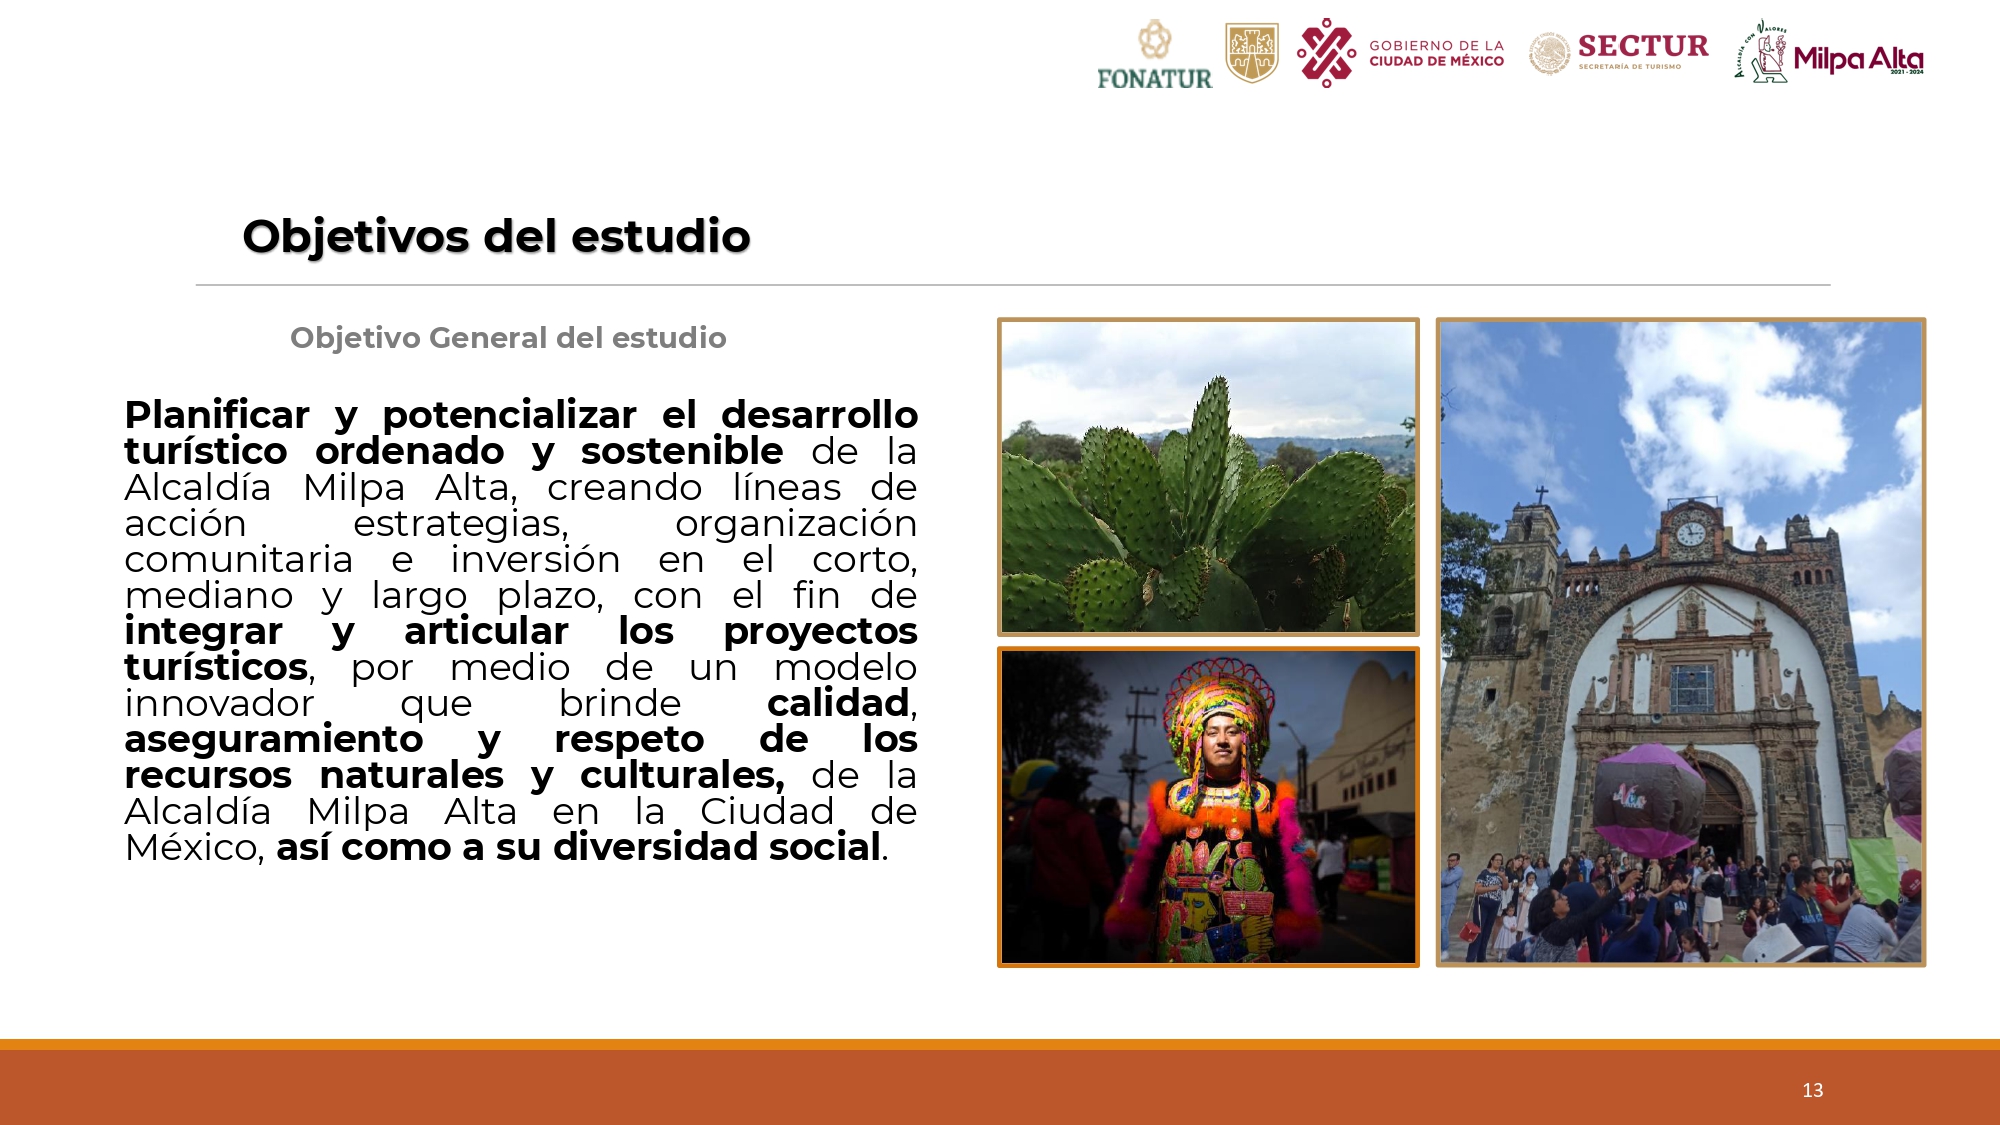 FONATUR
GOBIERNO DE LA
CIUDAD DE MÉXICO
SECTUR
SECRETARÍA DE TURISMO
ALCALDÍA CON VALORES
Milpa Alta
2021 - 2024
Objetivos del estudio
Objetivo General del estudio
Planificar y potencializar el desarrollo
turístico ordenado y sostenible de la
Alcaldía Milpa Alta, creando líneas de
acción estrategias, organización
comunitaria e inversión en el corto,
mediano y largo plazo, con el fin de
integrar y articular los proyectos
turísticos, por medio de un modelo
innovador que brinde calidad,
aseguramiento y respeto de los
recursos naturales y culturales, de la
Alcaldía Milpa Alta en la Ciudad de
México, así como a su diversidad social.
13